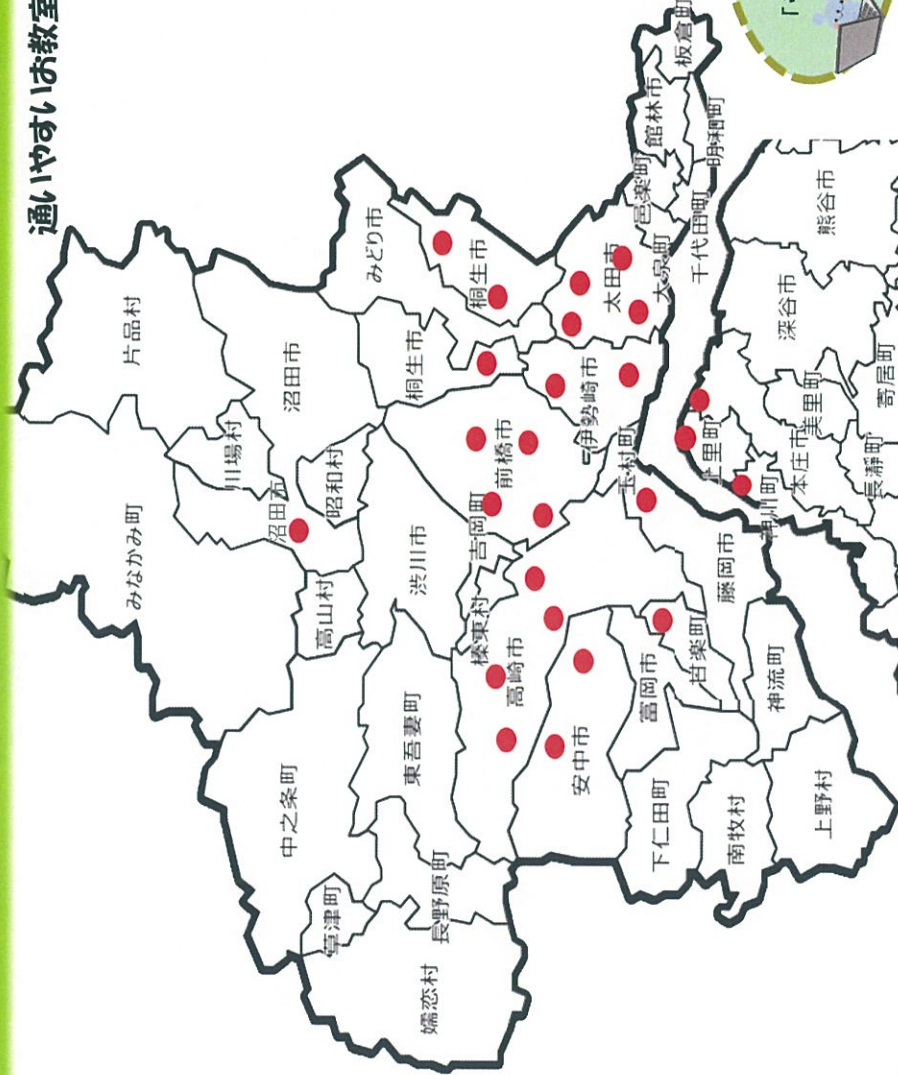 通いやすいお教室
片品村
みなかみ町
川場村
沼田市
沼田市
みどり市
昭和村
高山村
桐生市
桐生市
中之条町
渋川市
草津町
東吾妻町
長野原町
嬬恋村
吉岡町
榛東村
前橋市
伊勢崎市
太田市
大泉町
邑楽町
館林市
板倉町
明和町
千代田町
高崎市
玉村町
安中市
富岡市
甘楽町
藤岡市
下仁田町
南牧村
神流町
上野村
上里町
神川町
本庄市
美里町
深谷市
熊谷市
長瀞町
寄居町